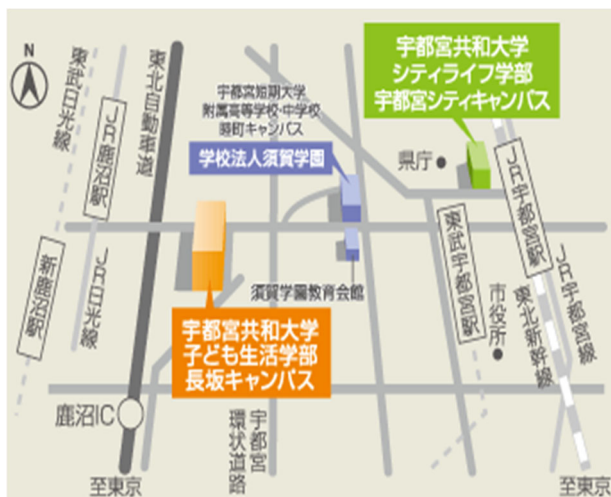 N
東武日光線
JR鹿沼駅
東北自動車道
宇都宮短期大学
附属高等学校・中学校
睦町キャンパス
学校法人須賀学園
宇都宮共和大学
シティライフ学部
宇都宮シティキャンパス
県庁
JR宇都宮駅
新鹿沼駅
JR日光線
須賀学園教育会館
東武宇都宮駅
市役所
東北新幹線
JR宇都宮線
宇都宮共和大学
子ども生活学部
長坂キャンパス
鹿沼IC
宇都宮
環状道路
至東京
至東京